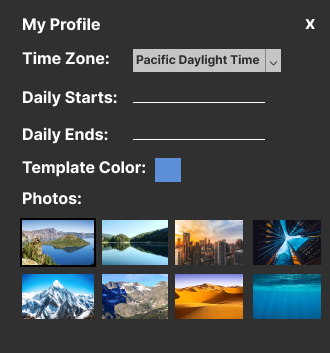 My Profile X
Time Zone: Pacific Daylight Time
Daily Starts:
Daily Ends:
Template Color:
Photos: